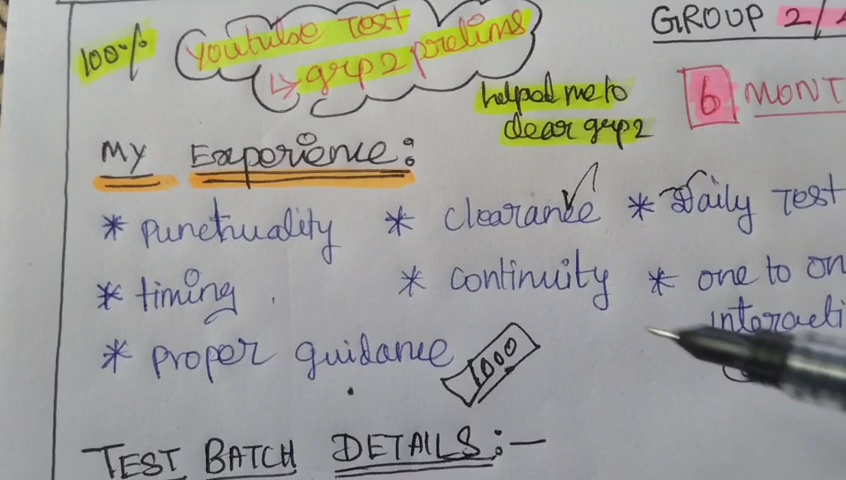 100% Youtube Test
↳ grp 2 prelims
helped me to
clear grp 2
GROUP 2/
6 MONT
My Experience:
* punctuality * clearance * Daily Test
* timing * continuity * one to on
interacti
* proper guidance 1000
TEST BATCH DETAILS:-